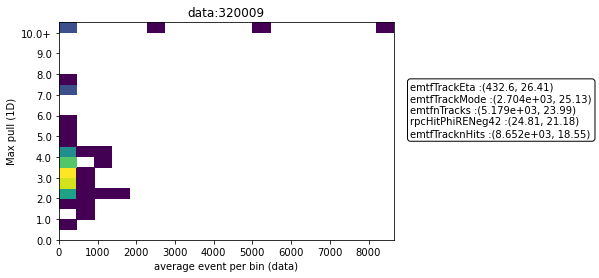 data:320009
Max pull (1D)
10.0+
9.0
8.0
7.0
6.0
5.0
4.0
3.0
2.0
1.0
0.0
0 1000 2000 3000 4000 5000 6000 7000 8000
average event per bin (data)
emtfTrackEta :(432.6, 26.41)
emtfTrackMode :(2.704e+03, 25.13)
emtfnTracks :(5.179e+03, 23.99)
rpcHitPhiRENeg42 :(24.81, 21.18)
emtfTracknHits :(8.652e+03, 18.55)